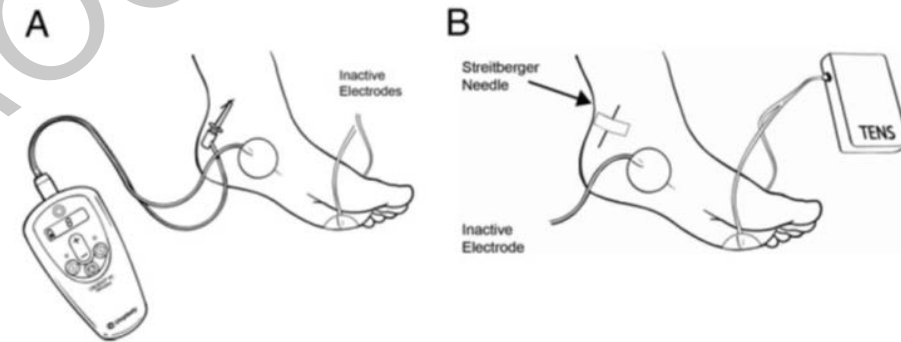 A
Inactive
Electrodes
B
Streitberger
Needle
TENS
Inactive
Electrode